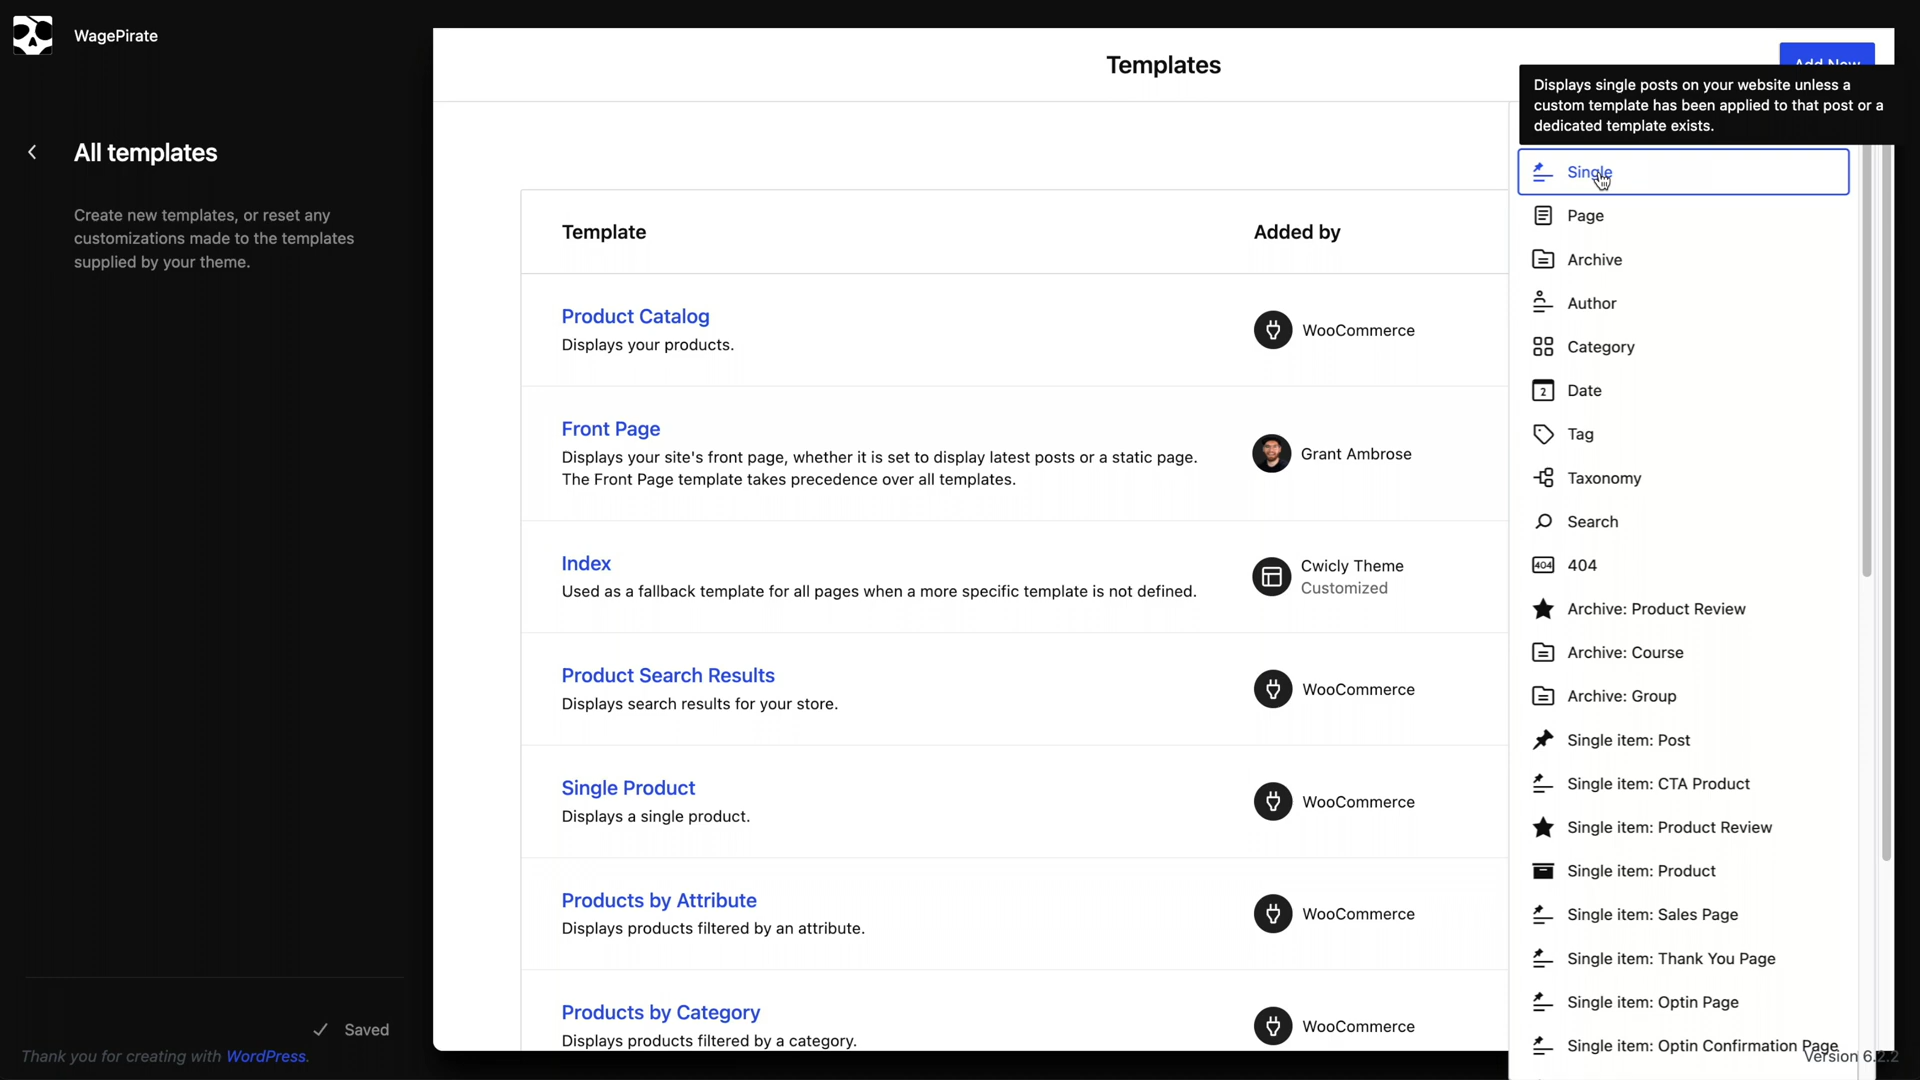 WagePirate
All templates
Create new templates, or reset any
customizations made to the templates
supplied by your theme.
Saved
Thank you for creating with WordPress.
Templates
Add New
Displays single posts on your website unless a
custom template has been applied to that post or a
dedicated template exists.
Template
Added by
Product Catalog
Displays your products.
WooCommerce
Front Page
Displays your site's front page, whether it is set to display latest posts or a static page.
The Front Page template takes precedence over all templates.
Grant Ambrose
Index
Used as a fallback template for all pages when a more specific template is not defined.
Cwicly Theme
Customized
Product Search Results
Displays search results for your store.
WooCommerce
Single Product
Displays a single product.
WooCommerce
Products by Attribute
Displays products filtered by an attribute.
WooCommerce
Products by Category
Displays products filtered by a category.
WooCommerce
Single
Page
Archive
Author
Category
2
Date
Tag
Taxonomy
Search
404
404
Archive: Product Review
Archive: Course
Archive: Group
Single item: Post
Single item: CTA Product
Single item: Product Review
Single item: Product
Single item: Sales Page
Single item: Thank You Page
Single item: Optin Page
Single item: Optin Confirmation Page
Version 6.2.2